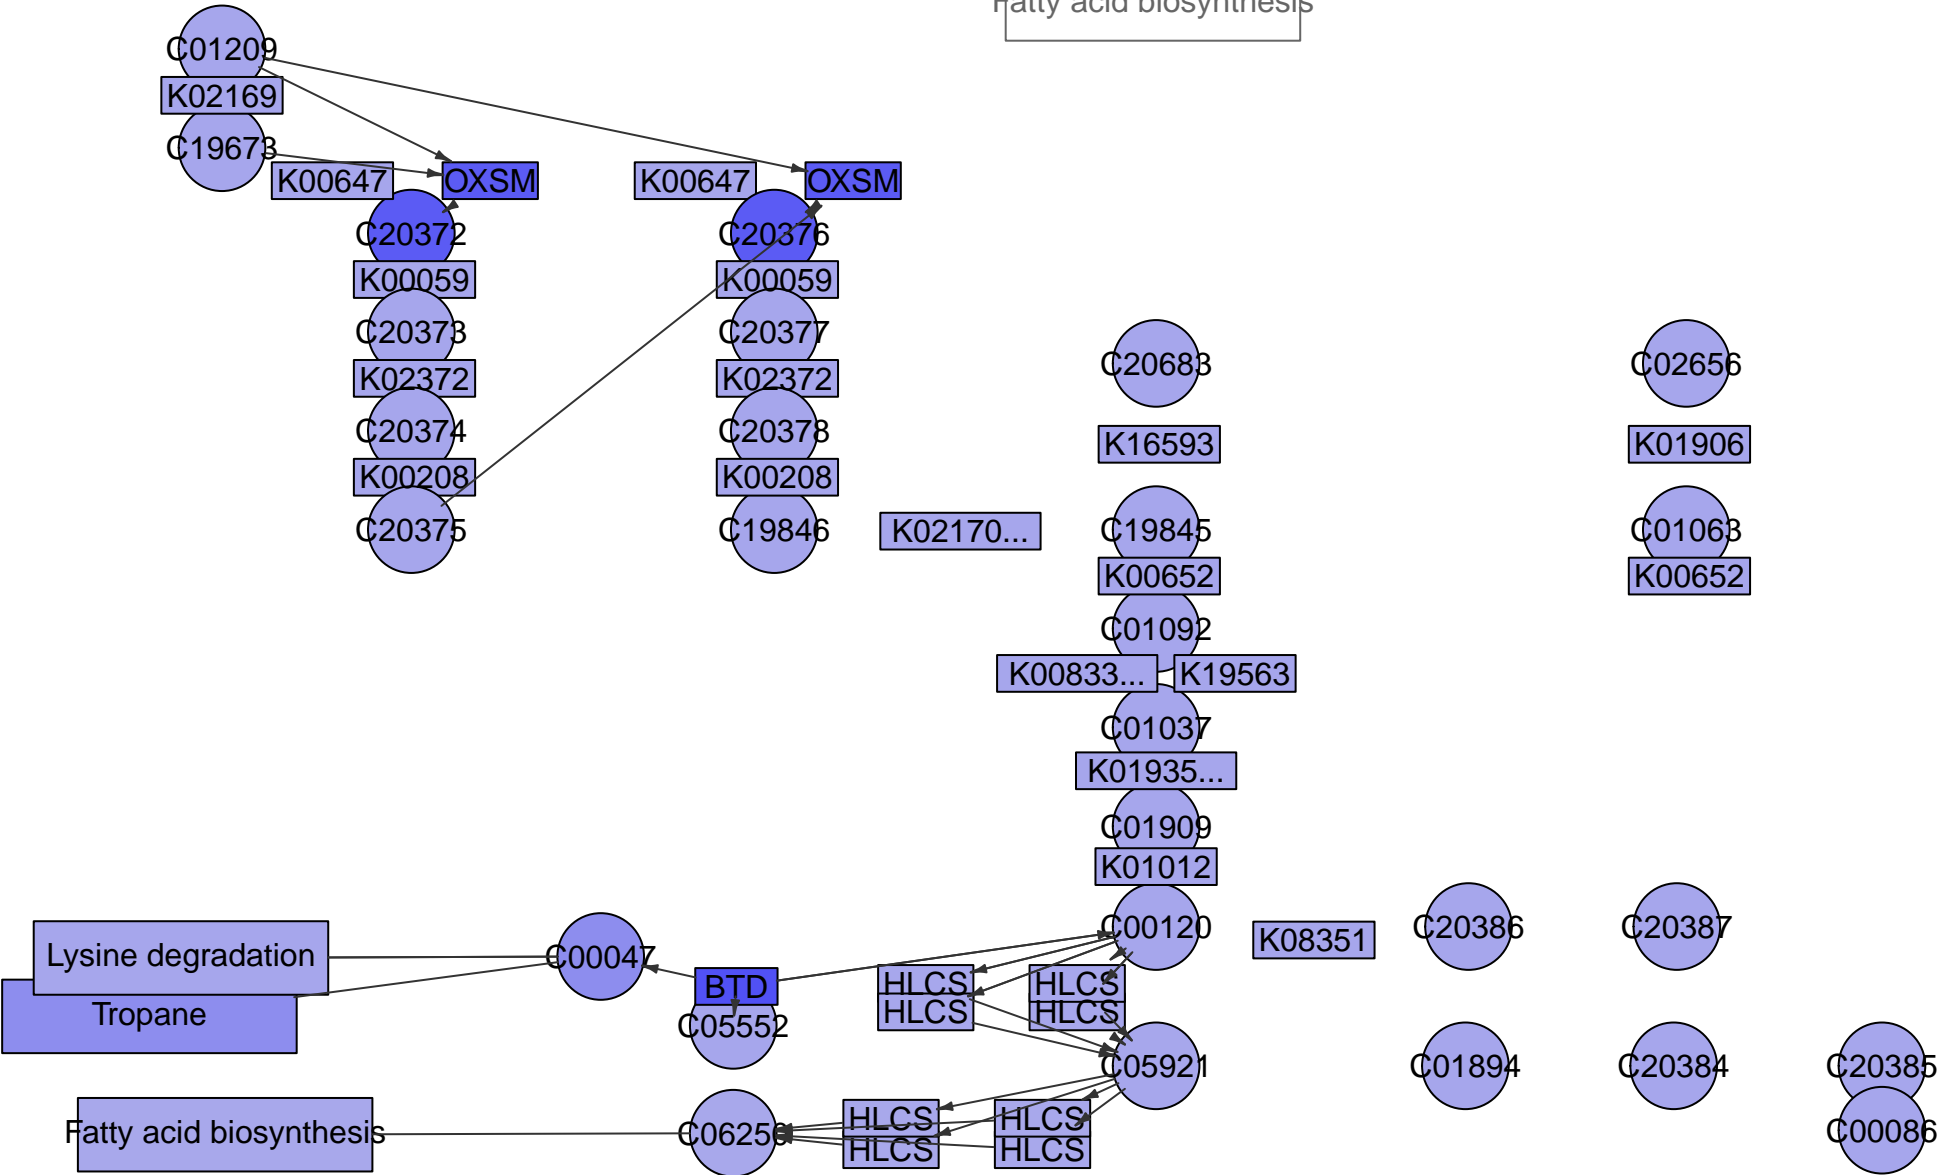 Fatty acid biosynthesis
C01209
K02169
C19673
K00647
OXSM
K00647
OXSM
C20372
C20376
K00059
K00059
C20373
C20377
C20683
C02656
K02372
K02372
C20374
C20378
K16593
K01906
K00208
K00208
C20375
C19846
K02170...
C19845
C01063
K00652
K00652
C01092
K00833...
K19563
C01037
K01935...
C01909
K01012
C00120
K08351
C20386
C20387
Lysine degradation
C00047
BTD
HLCS
HLCS
Tropane
C05552
HLCS
HLCS
C05921
C01894
C20384
C20385
Fatty acid biosynthesis
C06250
HLCS
HLCS
C00086
HLCS
HLCS